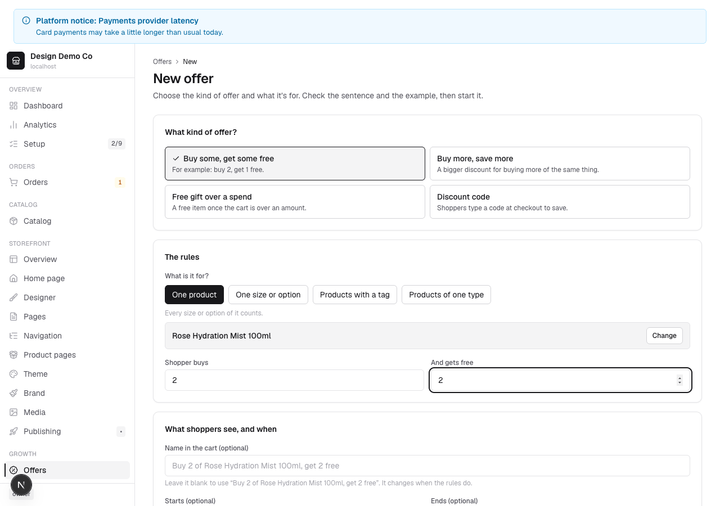 Platform notice: Payments provider latency
Card payments may take a little longer than usual today.
Design Demo Co
localhost
OVERVIEW
Dashboard
Analytics
Setup 2/9
ORDERS
Orders 1
CATALOG
Catalog
STOREFRONT
Overview
Home page
Designer
Pages
Navigation
Product pages
Theme
Brand
Media
Publishing
GROWTH
Offers
N
Offers › New
New offer
Choose the kind of offer and what it's for. Check the sentence and the example, then start it.
What kind of offer?
Buy some, get some free
For example: buy 2, get 1 free.
Buy more, save more
A bigger discount for buying more of the same thing.
Free gift over a spend
A free item once the cart is over an amount.
Discount code
Shoppers type a code at checkout to save.
The rules
What is it for?
One product One size or option Products with a tag Products of one type
Every size or option of it counts.
Rose Hydration Mist 100ml Change
Shopper buys And gets free
2 2
What shoppers see, and when
Name in the cart (optional)
Buy 2 of Rose Hydration Mist 100ml, get 2 free
Leave it blank to use “Buy 2 of Rose Hydration Mist 100ml, get 2 free”. It changes when the rules do.
Starts (optional) Ends (optional)